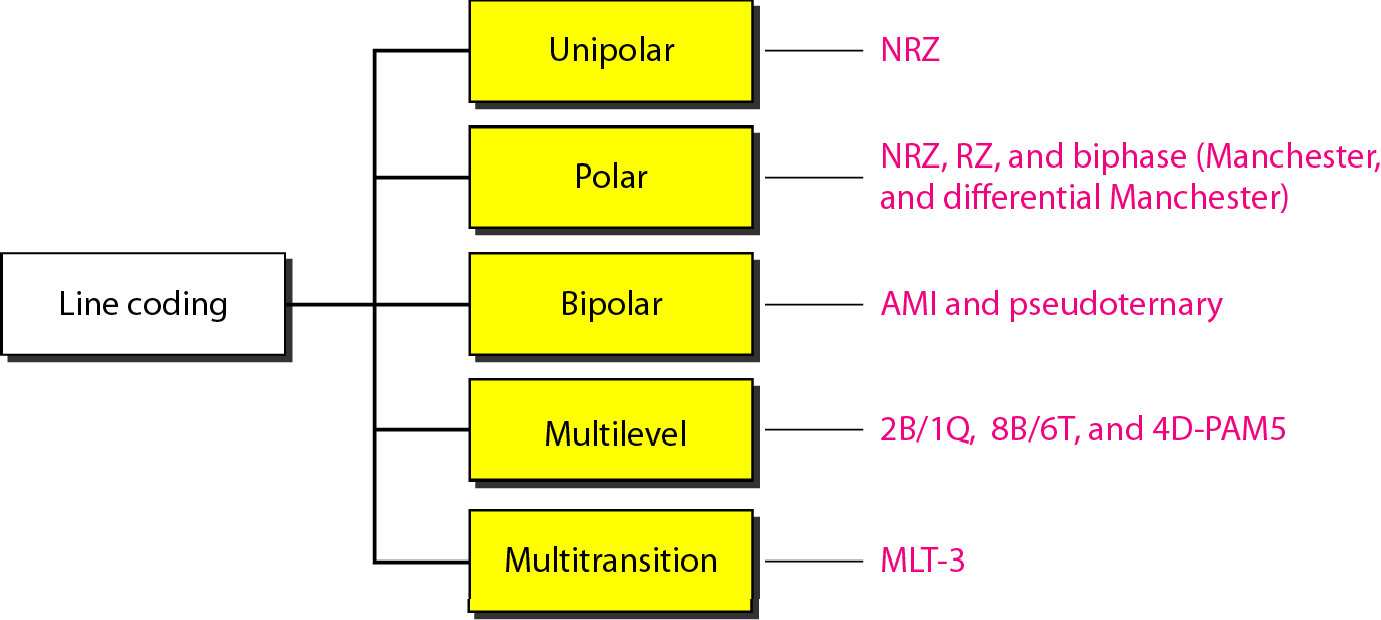 Unipolar
NRZ
Polar
NRZ, RZ, and biphase (Manchester,
and differential Manchester)
Line coding
Bipolar
AMI and pseudoternary
Multilevel
2B/1Q, 8B/6T, and 4D-PAM5
Multitransition
MLT-3